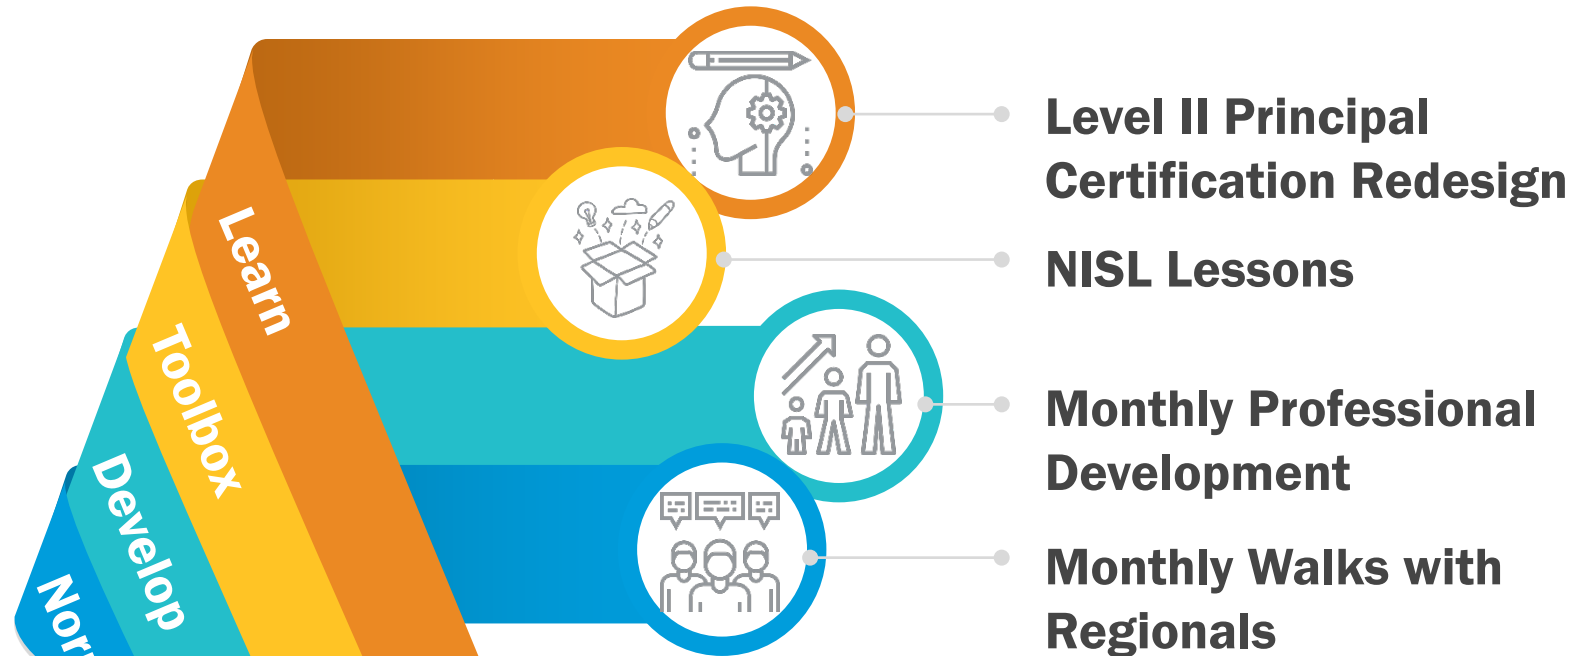 Learn
Toolbox
Develop
Level II Principal
Certification Redesign
NISL Lessons
Monthly Professional
Development
Monthly Walks with
Regionals